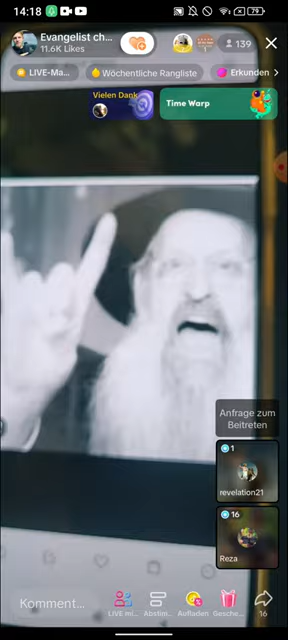 14:18
79
Evangelist ch...
11.6K Likes
139
LIVE-Ma...
Wöchentliche Rangliste
Erkunden
Vielen Dank
Time Warp
Anfrage zum
Beitreten
1
revelation21
16
Reza
Komment...
LIVE mi...
Abstim...
Aufladen
Gesche...
16